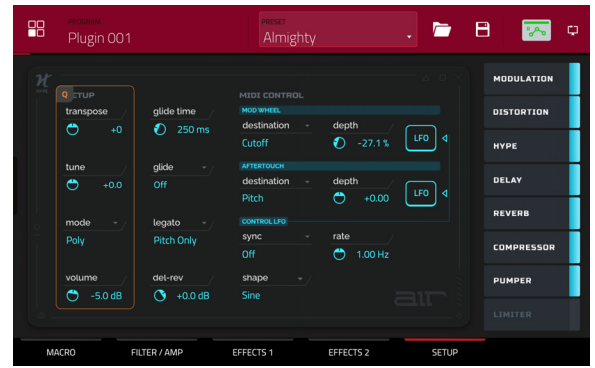 PROGRAM
Plugin 001
PRESET
Almighty
Q
SETUP
transpose
+0
glide time
250 ms
tune
+0.0
glide
Off
mode
Poly
legato
Pitch Only
volume
-5.0 dB
del-rev
+0.0 dB
MIDI CONTROL
MOD WHEEL
destination
Cutoff
depth
-27.1 %
LFO
AFTERTOUCH
destination
Pitch
depth
+0.00
LFO
CONTROL LFO
sync
Off
rate
1.00 Hz
shape
Sine
air
MODULATION
DISTORTION
HYPE
DELAY
REVERB
COMPRESSOR
PUMPER
LIMITER
MACRO
FILTER / AMP
EFFECTS 1
EFFECTS 2
SETUP